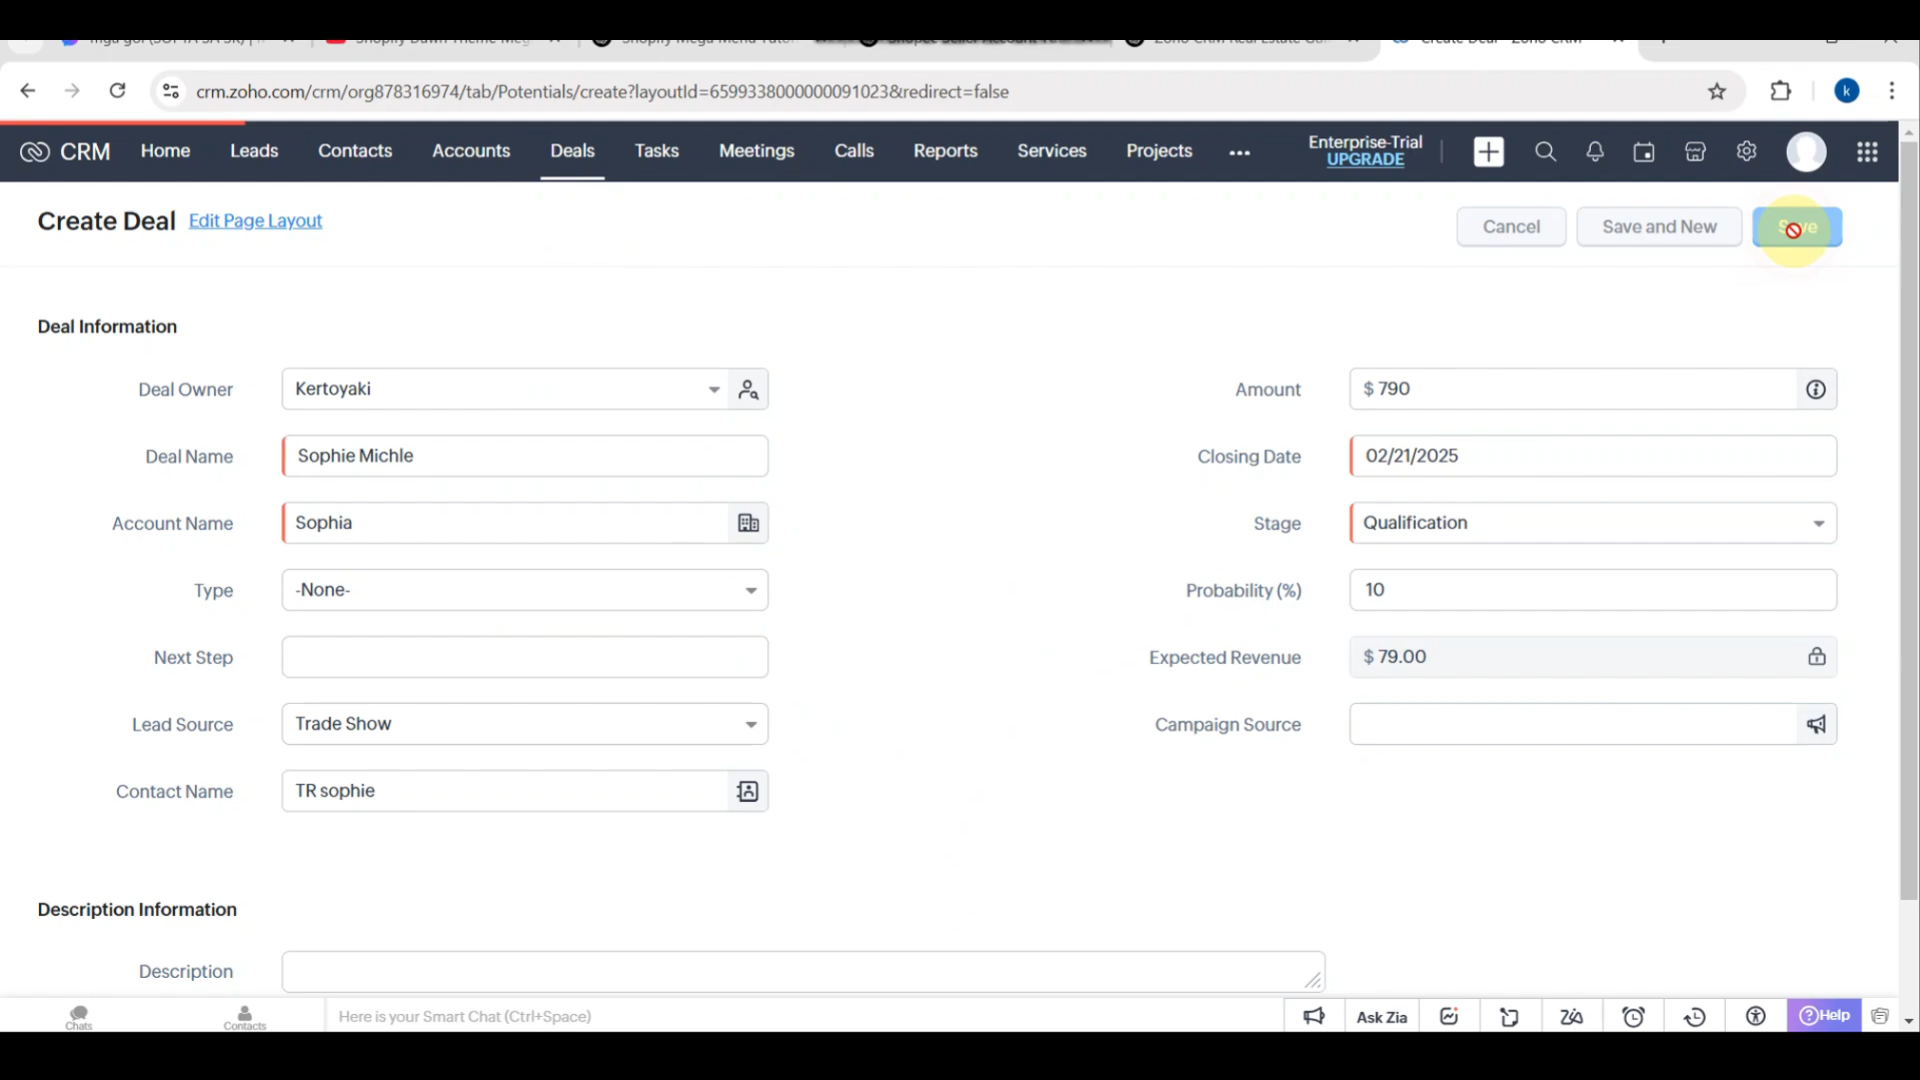 crm.zoho.com/crm/org878316974/tab/Potentials/create?layoutId=6599338000000091023&redirect=false
CRM Home Leads Contacts Accounts Deals Tasks Meetings Calls Reports Services Projects ••• Enterprise-Trial
UPGRADE
Create Deal Edit Page Layout Cancel Save and New Save
Deal Information
Deal Owner Kertoyaki Amount $ 790
Deal Name Sophie Michle Closing Date 02/21/2025
Account Name Sophia Stage Qualification
Type -None- Probability (%) 10
Next Step Expected Revenue $ 79.00
Lead Source Trade Show Campaign Source
Contact Name TR sophie
Description Information
Description
Chats Contacts Here is your Smart Chat (Ctrl+Space) Ask Zia Help